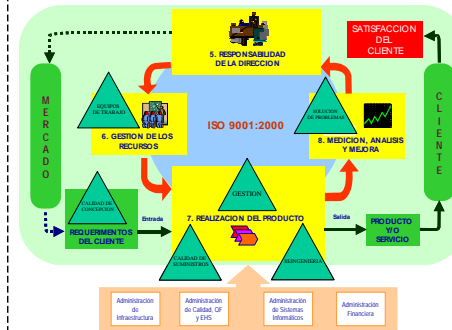 SATISFACCION
DEL
CLIENTE
5. RESPONSABILIDAD
DE LA DIRECCION
MERCADO
CLIENTE
EQUIPOS
DE TRABAJO
SOLUCION
DE PROBLEMAS
ISO 9001:2000
6. GESTION DE LOS
RECURSOS
8. MEDICION, ANALISIS
Y MEJORA
CALIDAD DE
CONCEPCION
GESTION
REQUERIMENTOS
DEL CLIENTE
Entrada
7. REALIZACION DEL PRODUCTO
Salida
PRODUCTO
Y/O
SERVICIO
CALIDAD DE
SUMINISTROS
REINGENIERIA
Administración
de
Infraestructura
Administración
de Calidad, OF
y EHS
Administración
de Sistemas
Informáticos
Administración
Financiera